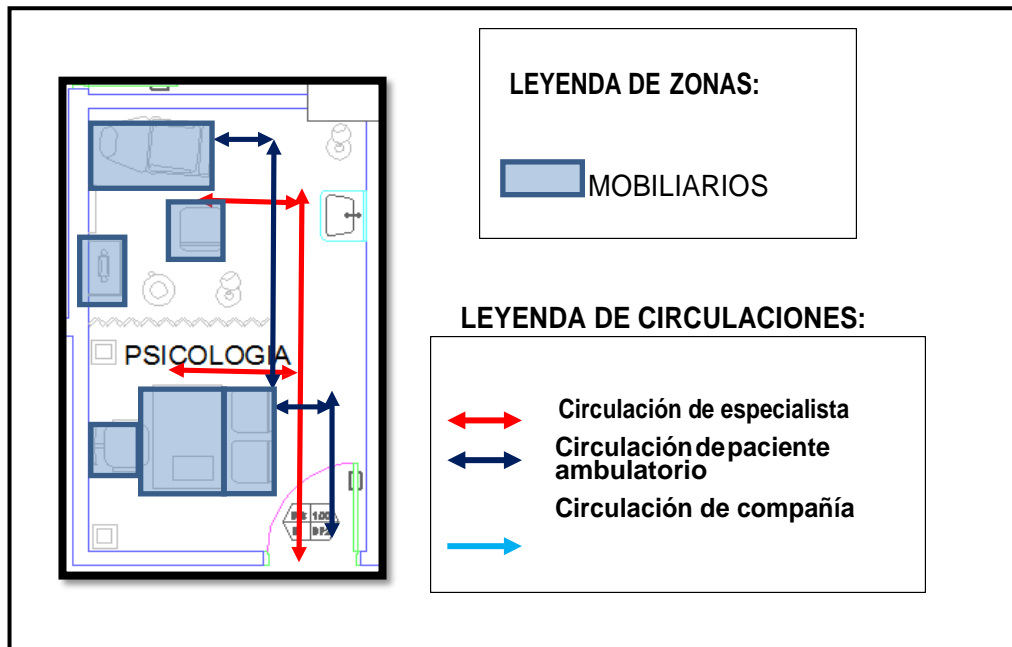 LEYENDA DE ZONAS:
MOBILIARIOS
PSICOLOGIA
LEYENDA DE CIRCULACIONES:
Circulación de especialista
Circulación de paciente
ambulatorio
Circulación de compañía